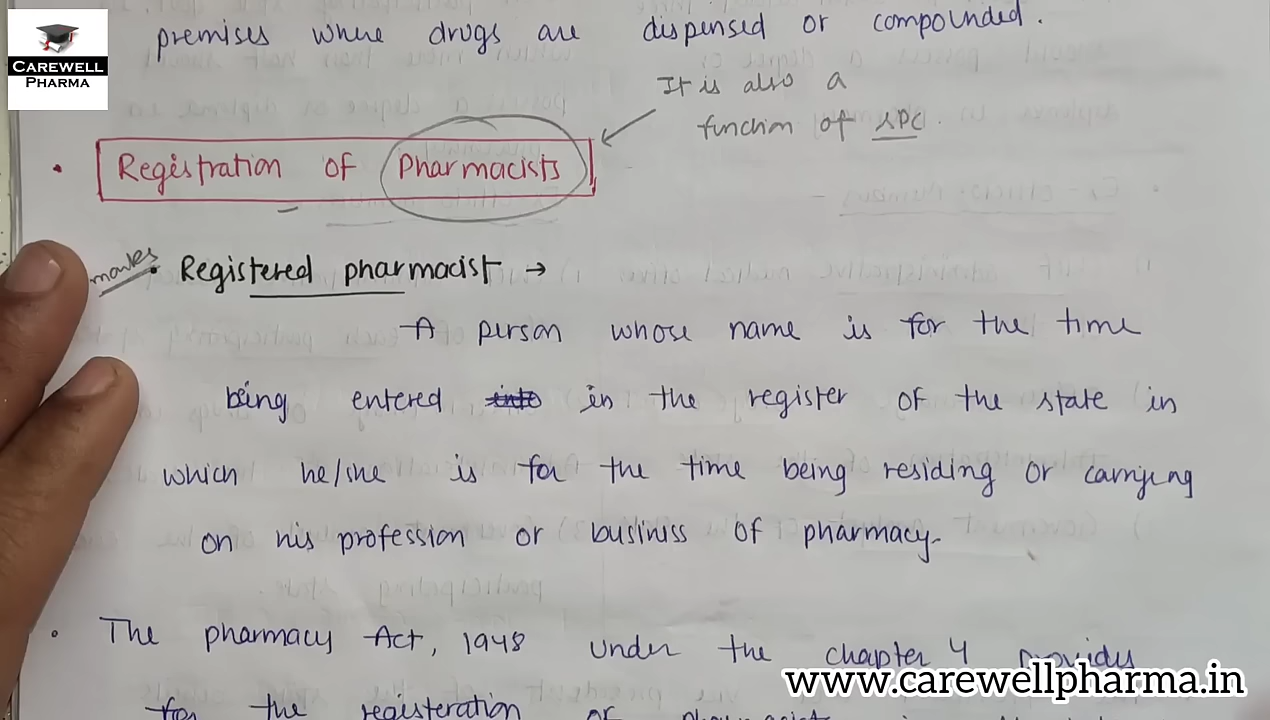 CAREWELL
PHARMA
premises where drugs are dispensed or compounded.
It is also a
function of SPC.
• Registration of Pharmacists
marks
• Registered pharmacist →
A person whose name is for the time
being entered into in the register of the state in
which he/she is for the time being residing or carrying
on his profession or businiss of pharmacy.
• The pharmacy Act, 1948 under the chapter 4 provides
for the registeration of pharmacist
www.carewellpharma.in